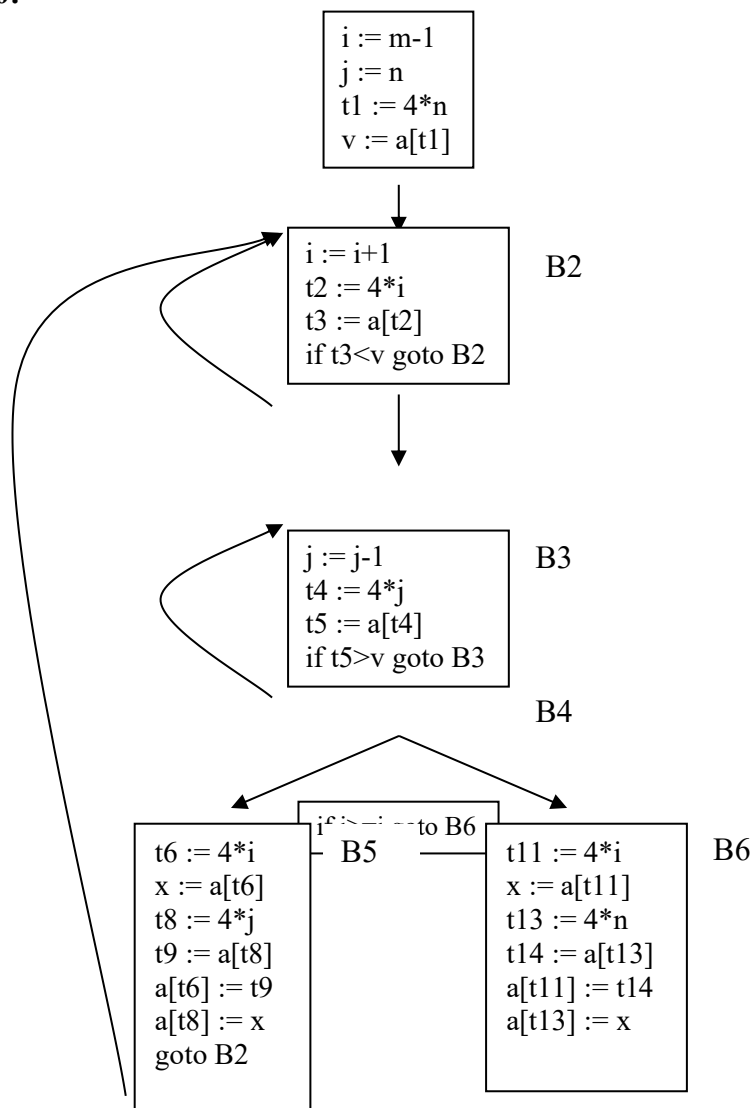 i := m-1
j := n
t1 := 4*n
v := a[t1]
i := i+1
t2 := 4*i
t3 := a[t2]
if t3<v goto B2
B2
j := j-1
t4 := 4*j
t5 := a[t4]
if t5>v goto B3
B3
B4
to B6
B5
t6 := 4*i
x := a[t6]
t8 := 4*j
t9 := a[t8]
a[t6] := t9
a[t8] := x
goto B2
t11 := 4*i
x := a[t11]
t13 := 4*n
t14 := a[t13]
a[t11] := t14
a[t13] := x
B6